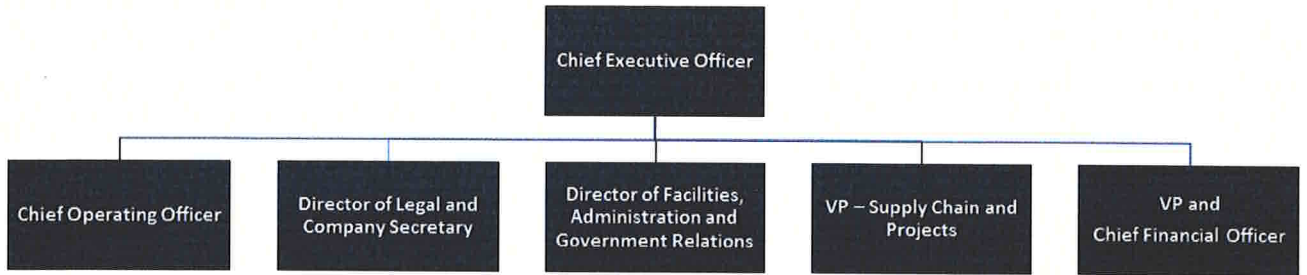 Chief Executive Officer
Chief Operating Officer
Director of Legal and
Company Secretary
Director of Facilities,
Administration and
Government Relations
VP – Supply Chain and
Projects
VP and
Chief Financial Officer